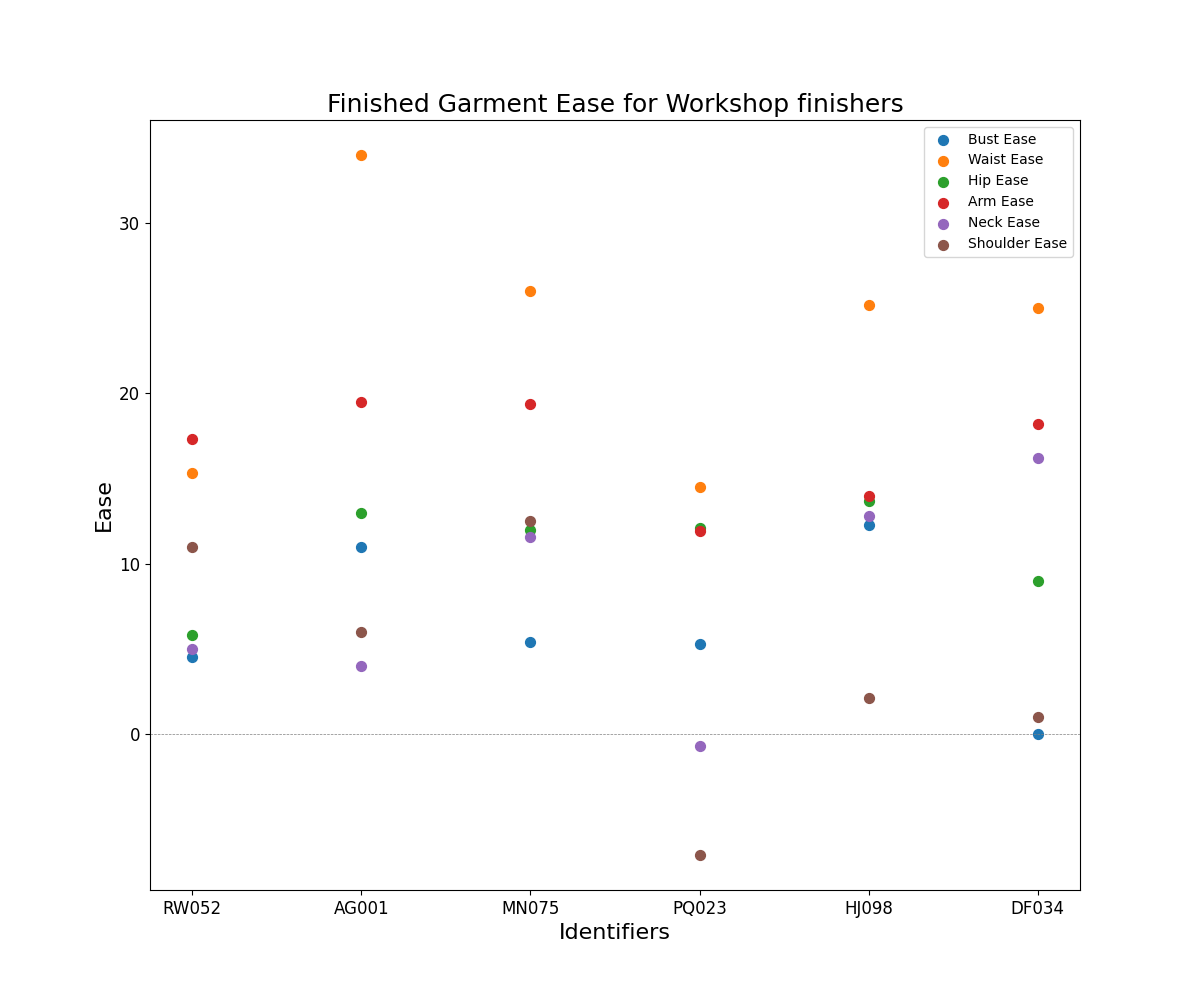 Finished Garment Ease for Workshop finishers
Bust Ease
Waist Ease
Hip Ease
Arm Ease
Neck Ease
Shoulder Ease
30
20
10
0
Ease
RW052 AG001 MN075 PQ023 HJ098 DF034
Identifiers